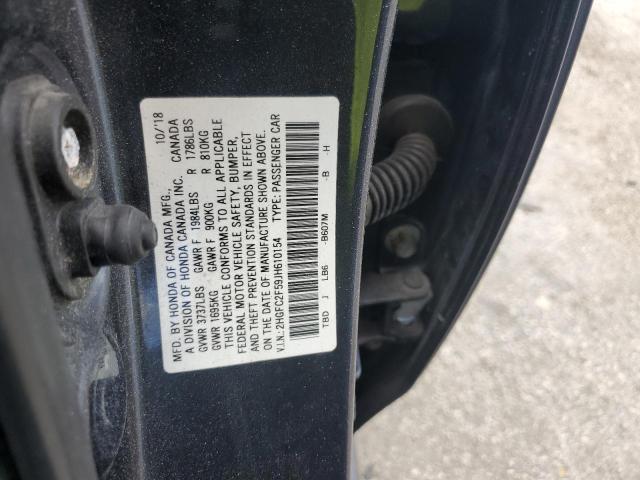 MFD. BY HONDA OF CANADA MFG., 10/'18
A DIVISION OF HONDA CANADA INC. CANADA
GVWR 3737LBS GAWR F 1984LBS R 1786LBS
GVWR 1695KG GAWR F 900KG R 810KG
THIS VEHICLE CONFORMS TO ALL APPLICABLE
FEDERAL MOTOR VEHICLE SAFETY, BUMPER,
AND THEFT PREVENTION STANDARDS IN EFFECT
ON THE DATE OF MANUFACTURE SHOWN ABOVE.
V.I.N.: 2HGFC2F59JH610154 TYPE: PASSENGER CAR
TBD J LB6 -B607M -B -H